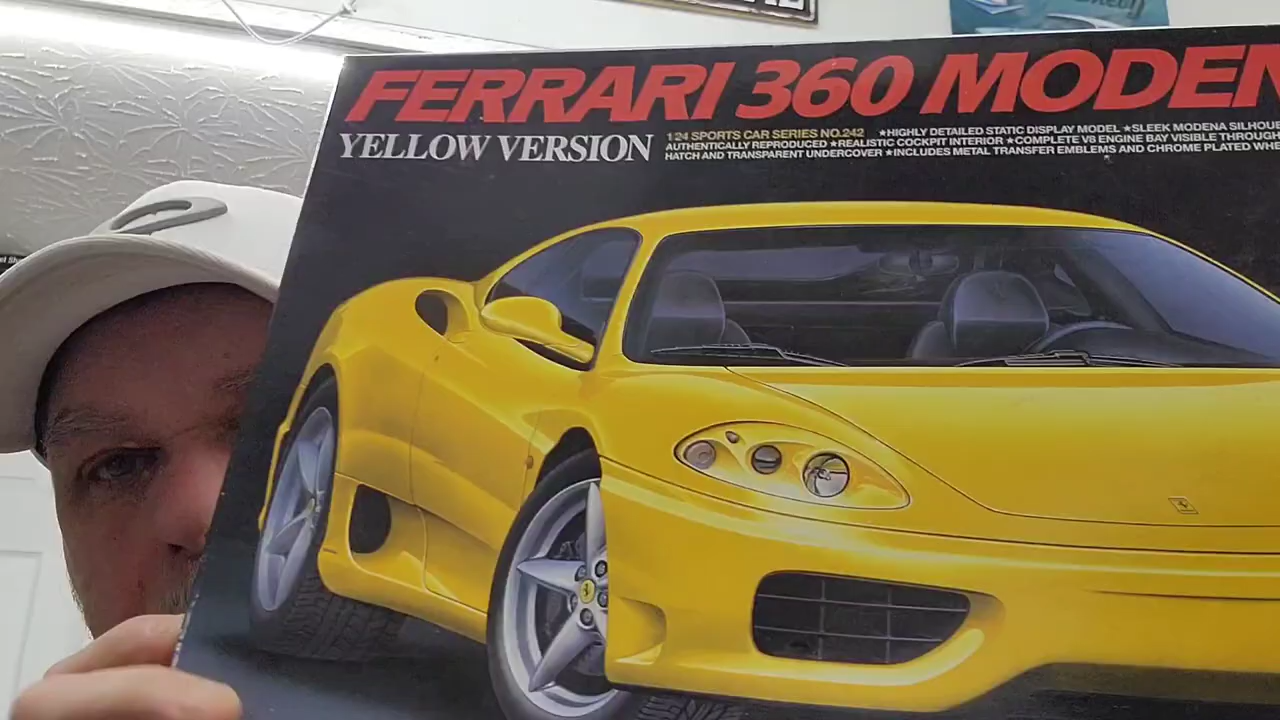 FERRARI 360 MODEN
YELLOW VERSION
1/24 SPORTS CAR SERIES NO.242 ★HIGHLY DETAILED STATIC DISPLAY MODEL ★SLEEK MODENA SILHOU
AUTHENTICALLY REPRODUCED ★REALISTIC COCKPIT INTERIOR ★COMPLETE V8 ENGINE BAY VISIBLE THROUGH
HATCH AND TRANSPARENT UNDERCOVER ★INCLUDES METAL TRANSFER EMBLEMS AND CHROME PLATED WHE